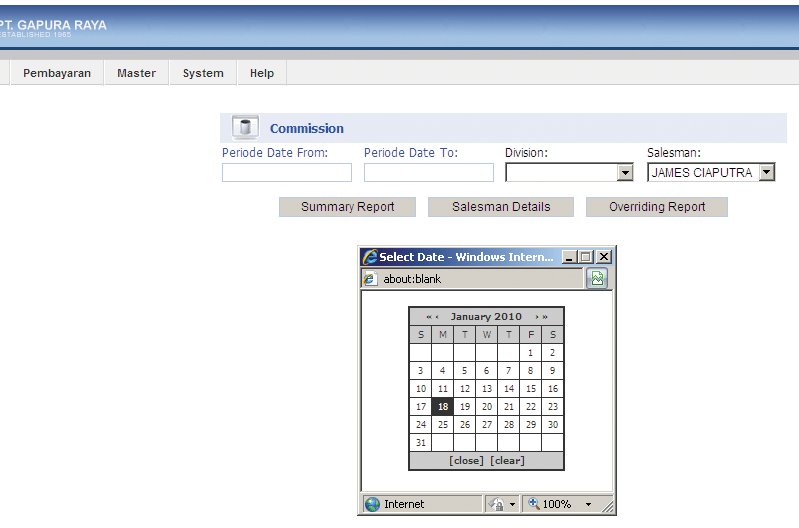 PT. GAPURA RAYA
ESTABLISHED 1965
Pembayaran Master System Help
Commission
Periode Date From: Periode Date To: Division: Salesman:
JAMES CIAPUTRA
Summary Report Salesman Details Overriding Report
Select Date - Windows Intern...
about:blank
« ‹ January 2010 › »
S M T W T F S
1 2
3 4 5 6 7 8 9
10 11 12 13 14 15 16
17 18 19 20 21 22 23
24 25 26 27 28 29 30
31
[close] [clear]
Internet 100%